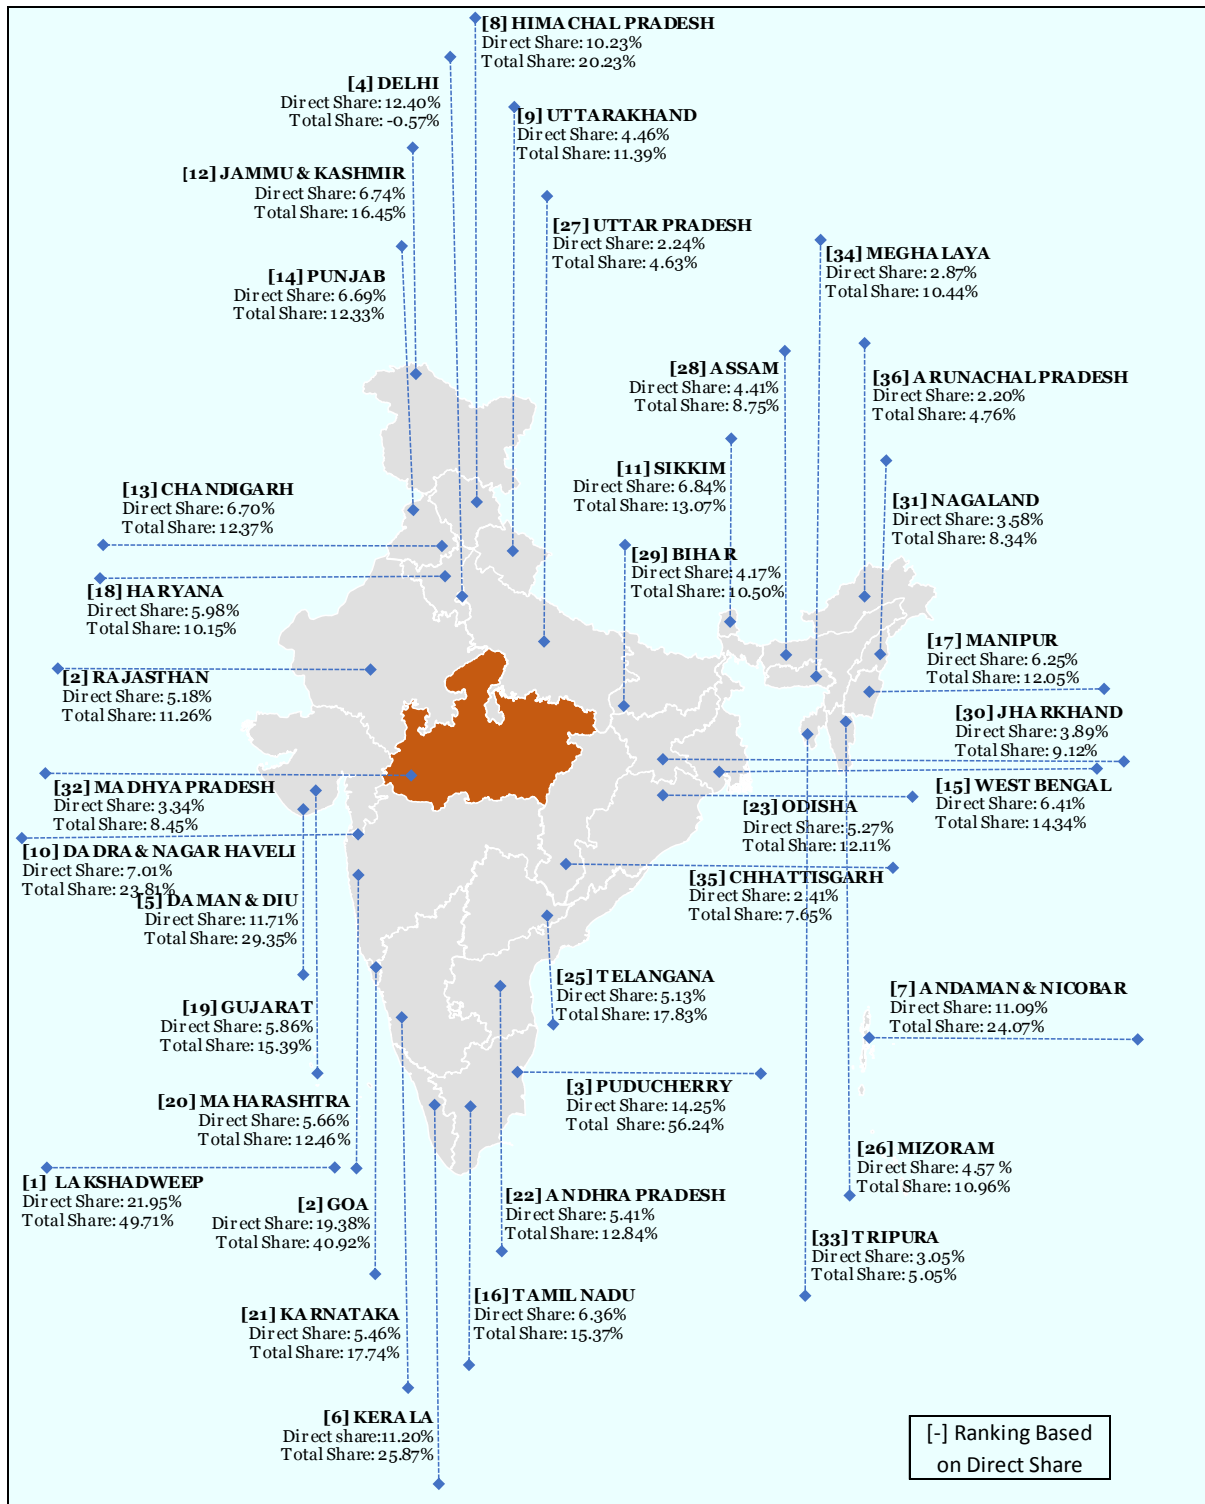 [8] HIMACHAL PRADESH
Direct Share: 10.23%
Total Share: 20.23%
[4] DELHI
Direct Share: 12.40%
Total Share: -0.57%
[9] UTTARAKHAND
Direct Share: 4.46%
Total Share: 11.39%
[12] JAMMU & KASHMIR
Direct Share: 6.74%
Total Share: 16.45%
[27] UTTAR PRADESH
Direct Share: 2.24%
Total Share: 4.63%
[34] MEGHALAYA
Direct Share: 2.87%
Total Share: 10.44%
[14] PUNJAB
Direct Share: 6.69%
Total Share: 12.33%
[28] ASSAM
Direct Share: 4.41%
Total Share: 8.75%
[36] ARUNACHAL PRADESH
Direct Share: 2.20%
Total Share: 4.76%
[11] SIKKIM
Direct Share: 6.84%
Total Share: 13.07%
[13] CHANDIGARH
Direct Share: 6.70%
Total Share: 12.37%
[31] NAGALAND
Direct Share: 3.58%
Total Share: 8.34%
[29] BIHAR
Direct Share: 4.17%
Total Share: 10.50%
[18] HARYANA
Direct Share: 5.98%
Total Share: 10.15%
[17] MANIPUR
Direct Share: 6.25%
Total Share: 12.05%
[2] RAJASTHAN
Direct Share: 5.18%
Total Share: 11.26%
[30] JHARKHAND
Direct Share: 3.89%
Total Share: 9.12%
[32] MADHYA PRADESH
Direct Share: 3.34%
Total Share: 8.45%
[15] WEST BENGAL
Direct Share: 6.41%
Total Share: 14.34%
[23] ODISHA
Direct Share: 5.27%
Total Share: 12.11%
[10] DADRA & NAGAR HAVELI
Direct Share: 7.01%
Total Share: 23.81%
[35] CHHATTISGARH
Direct Share: 2.41%
Total Share: 7.65%
[5] DAMAN & DIU
Direct Share: 11.71%
Total Share: 29.35%
[25] TELANGANA
Direct Share: 5.13%
Total Share: 17.83%
[7] ANDAMAN & NICOBAR
Direct Share: 11.09%
Total Share: 24.07%
[19] GUJARAT
Direct Share: 5.86%
Total Share: 15.39%
[3] PUDUCHERRY
Direct Share: 14.25%
Total Share: 56.24%
[20] MAHARASHTRA
Direct Share: 5.66%
Total Share: 12.46%
[26] MIZORAM
Direct Share: 4.57 %
Total Share: 10.96%
[1] LAKSHADWEEP
Direct Share: 21.95%
Total Share: 49.71%
[2] GOA
Direct Share: 19.38%
Total Share: 40.92%
[22] ANDHRA PRADESH
Direct Share: 5.41%
Total Share: 12.84%
[33] TRIPURA
Direct Share: 3.05%
Total Share: 5.05%
[16] TAMIL NADU
Direct Share: 6.36%
Total Share: 15.37%
[21] KARNATAKA
Direct Share: 5.46%
Total Share: 17.74%
[6] KERALA
Direct share:11.20%
Total Share: 25.87%
[-] Ranking Based
on Direct Share